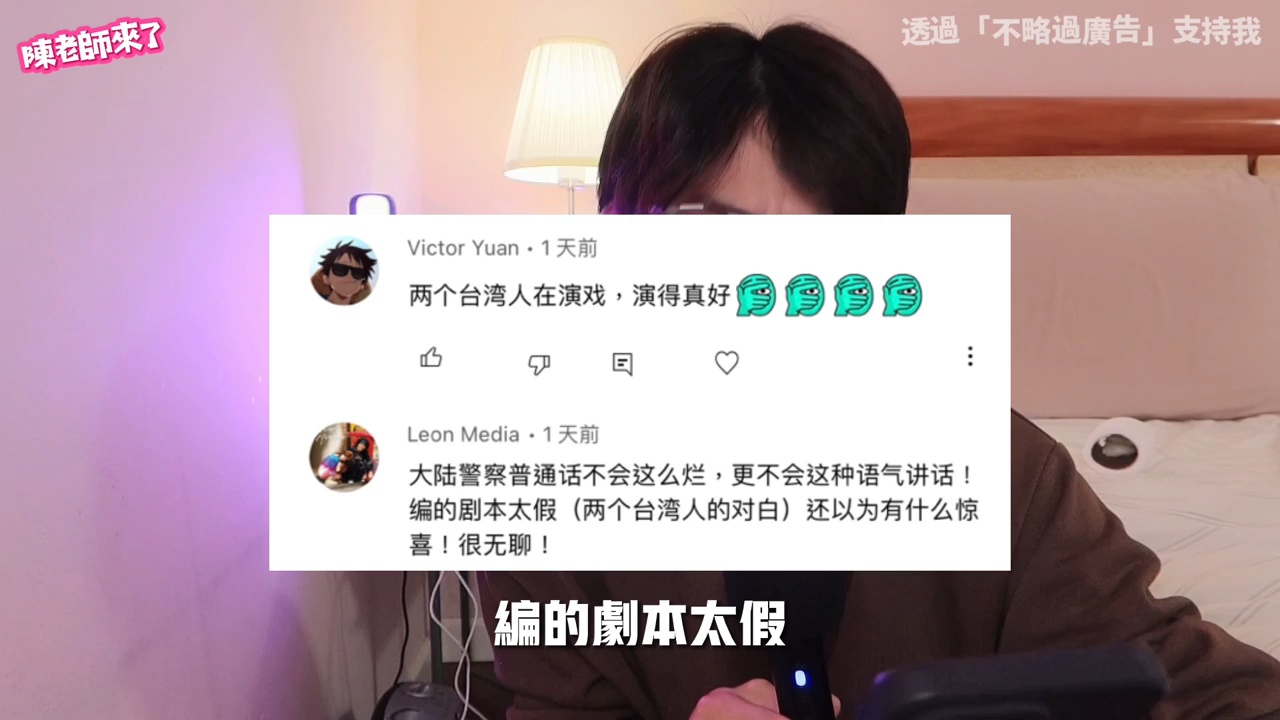 陳老師來了
透過「不略過廣告」支持我
Victor Yuan • 1 天前
两个台湾人在演戏，演得真好
Leon Media • 1 天前
大陆警察普通话不会这么烂，更不会这种语气讲话！
编的剧本太假（两个台湾人的对白）还以为有什么惊
喜！很无聊！
編的劇本太假